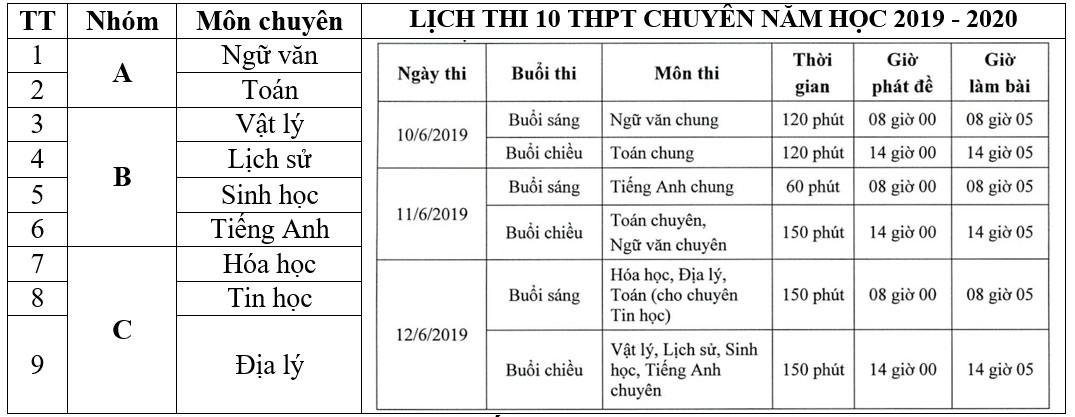 TT Nhóm Môn chuyên
1 A Ngữ văn
2 Toán
3 B Vật lý
4 Lịch sử
5 Sinh học
6 Tiếng Anh
7 C Hóa học
8 Tin học
9 Địa lý
LỊCH THI 10 THPT CHUYÊN NĂM HỌC 2019 - 2020
Ngày thi Buổi thi Môn thi Thời gian Giờ phát đề Giờ làm bài
10/6/2019 Buổi sáng Ngữ văn chung 120 phút 08 giờ 00 08 giờ 05
Buổi chiều Toán chung 120 phút 14 giờ 00 14 giờ 05
11/6/2019 Buổi sáng Tiếng Anh chung 60 phút 08 giờ 00 08 giờ 05
Buổi chiều Toán chuyên, Ngữ văn chuyên 150 phút 14 giờ 00 14 giờ 05
12/6/2019 Buổi sáng Hóa học, Địa lý, Toán (cho chuyên Tin học) 150 phút 08 giờ 00 08 giờ 05
Buổi chiều Vật lý, Lịch sử, Sinh học, Tiếng Anh chuyên 150 phút 14 giờ 00 14 giờ 05